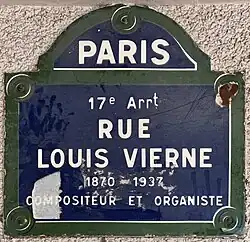 PARIS
17e Arrt
RUE
LOUIS VIERNE
1870 - 1937
COMPOSITEUR ET ORGANISTE